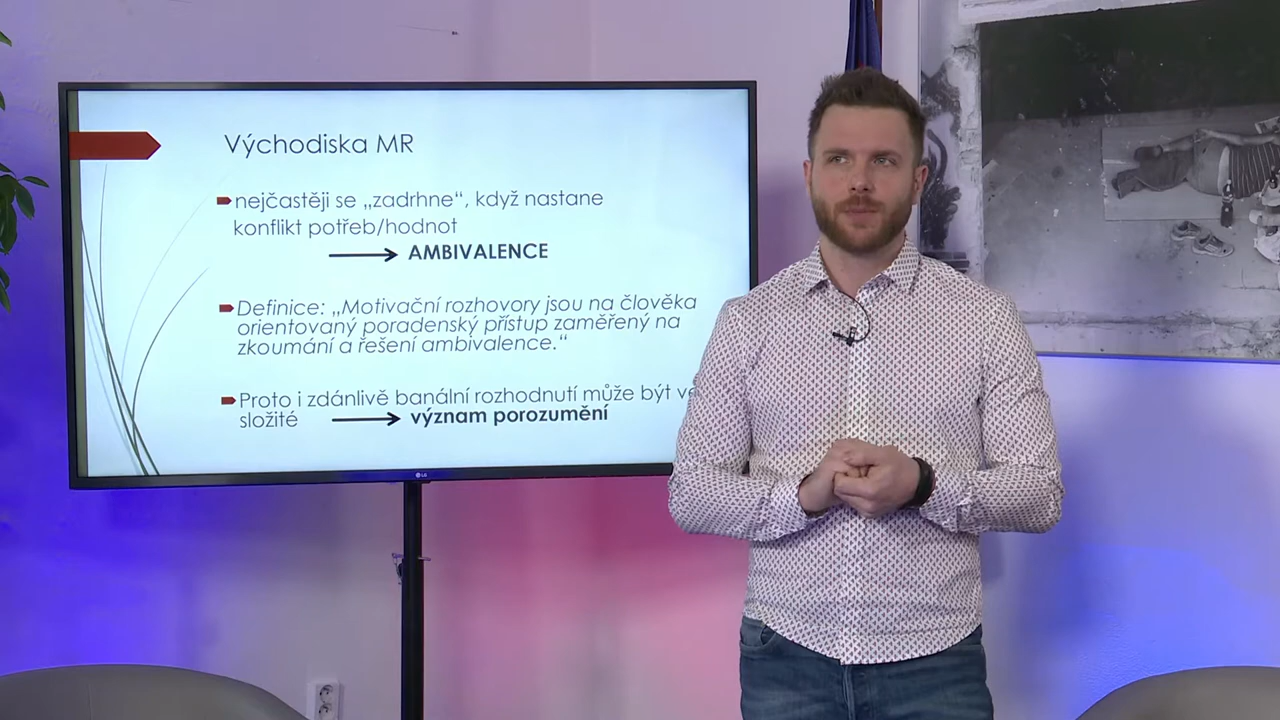 Východiska MR
nejčastěji se „zadrhne“, když nastane
konflikt potřeb/hodnot
AMBIVALENCE
Definice: „Motivační rozhovory jsou na člověka
orientovaný poradenský přístup zaměřený na
zkoumání a řešení ambivalence.“
Proto i zdánlivě banální rozhodnutí může být
složité
význam porozumění
LG